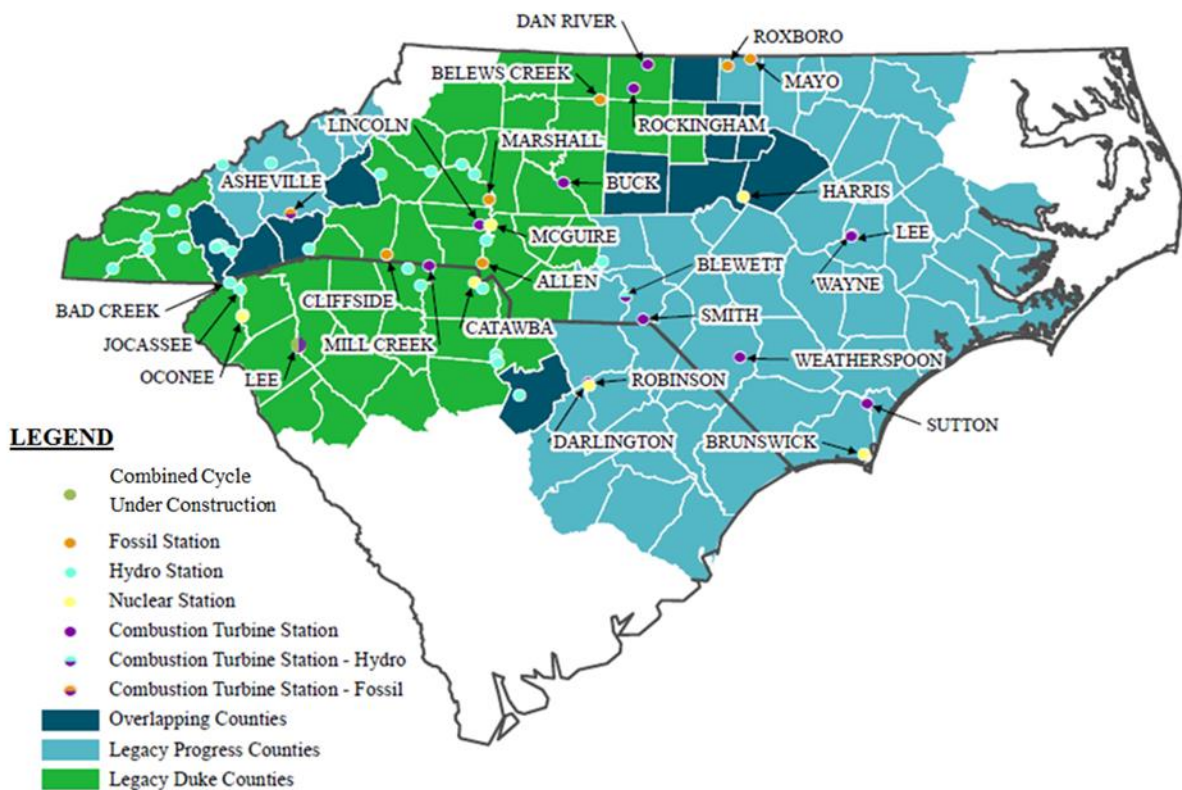 DAN RIVER
ROXBORO
BELEWS CREEK
MAYO
LINCOLN
MARSHALL
ROCKINGHAM
ASHEVILLE
BUCK
HARRIS
MCGUIRE
LEE
BLEWETT
WAYNE
ALLEN
BAD CREEK
CLIFFSIDE
SMITH
CATAWBA
JOCASSEE
MILL CREEK
WEATHERSPOON
OCONEE
LEE
ROBINSON
SUTTON
DARLINGTON
BRUNSWICK
LEGEND
Combined Cycle
Under Construction
Fossil Station
Hydro Station
Nuclear Station
Combustion Turbine Station
Combustion Turbine Station - Hydro
Combustion Turbine Station - Fossil
Overlapping Counties
Legacy Progress Counties
Legacy Duke Counties